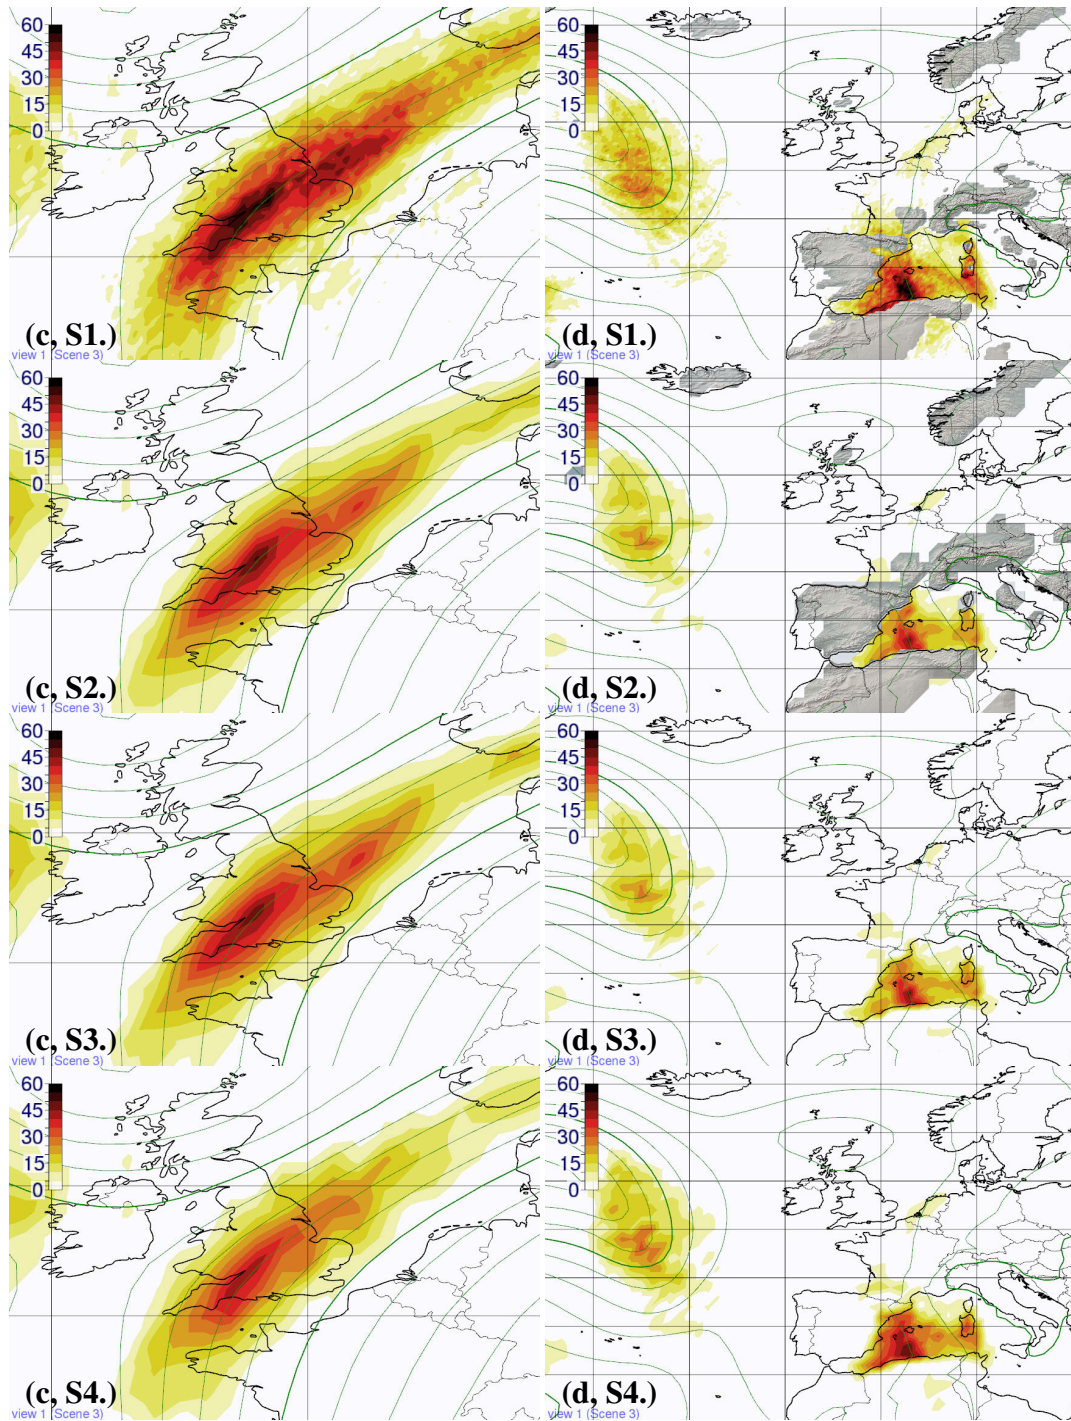 60
45
30
15
0
(c, S1.)
view 1 (Scene 3)
60
45
30
15
0
(d, S1.)
view 1 (Scene 3)
60
45
30
15
0
(c, S2.)
view 1 (Scene 3)
60
45
30
15
0
(d, S2.)
view 1 (Scene 3)
60
45
30
15
0
(c, S3.)
view 1 (Scene 3)
60
45
30
15
0
(d, S3.)
view 1 (Scene 3)
60
45
30
15
0
(c, S4.)
view 1 (Scene 3)
60
45
30
15
0
(d, S4.)
view 1 (Scene 3)